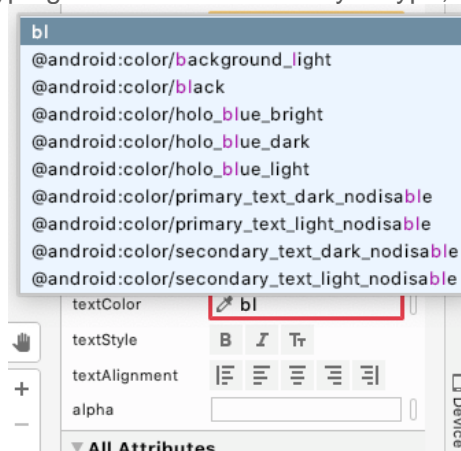 bl
@android:color/background_light
@android:color/black
@android:color/holo_blue_bright
@android:color/holo_blue_dark
@android:color/holo_blue_light
@android:color/primary_text_dark_nodisable
@android:color/primary_text_light_nodisable
@android:color/secondary_text_dark_nodisable
@android:color/secondary_text_light_nodisable
textColor bl
textStyle B I Tт
textAlignment
alpha
All Attributes
Device